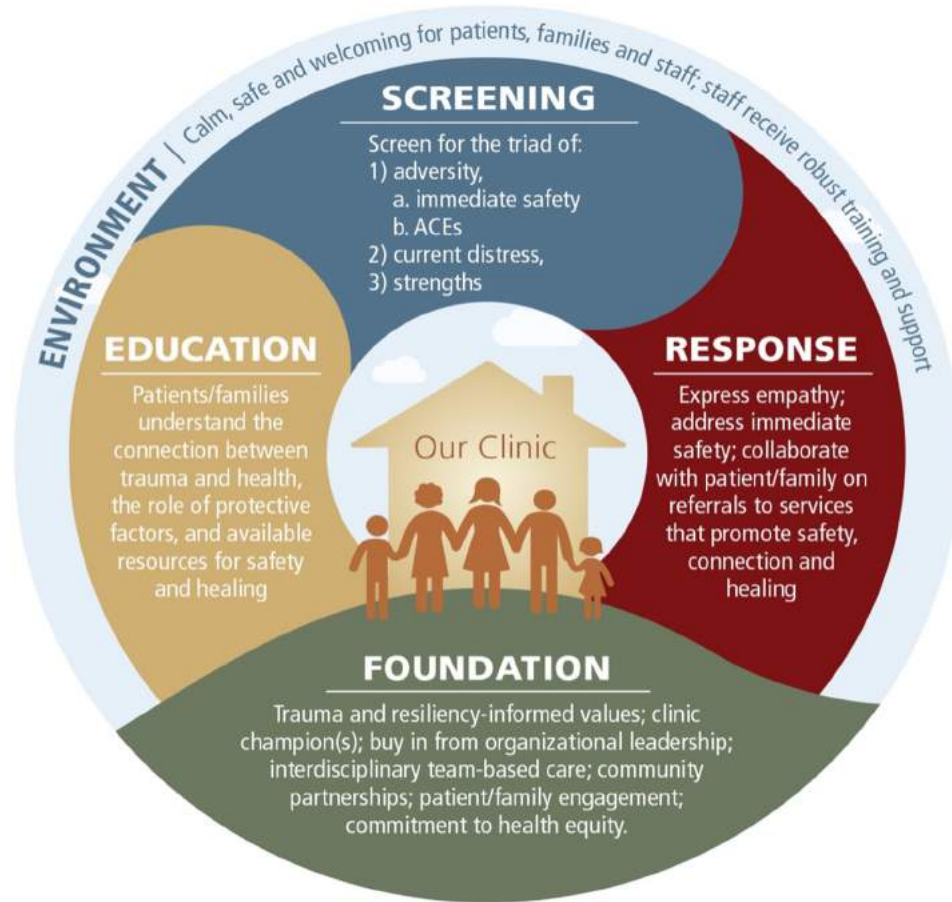 ENVIRONMENT | Calm, safe and welcoming for patients, families and staff; staff receive robust training and support
SCREENING
Screen for the triad of:
1) adversity,
a. immediate safety
b. ACEs
2) current distress,
3) strengths
EDUCATION
Patients/families
understand the
connection between
trauma and health,
the role of protective
factors, and available
resources for safety
and healing
Our Clinic
RESPONSE
Express empathy;
address immediate
safety; collaborate
with patient/family on
referrals to services
that promote safety,
connection and
healing
FOUNDATION
Trauma and resiliency-informed values; clinic
champion(s); buy in from organizational leadership;
interdisciplinary team-based care; community
partnerships; patient/family engagement;
commitment to health equity.